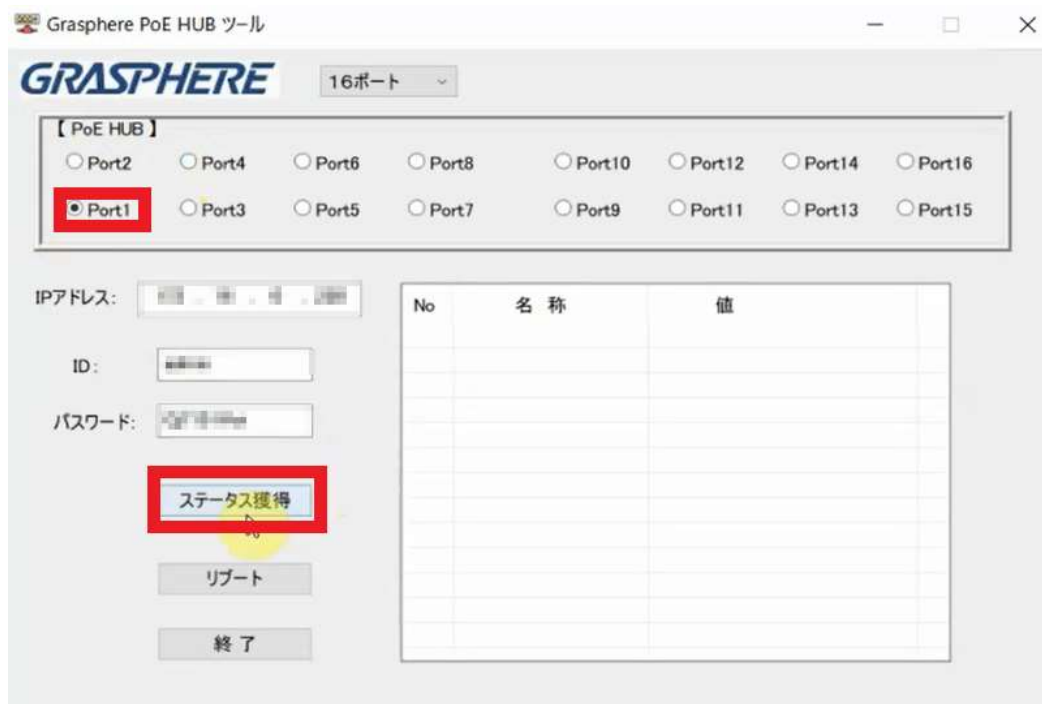 Grasphere PoE HUB ツール
GRASPHERE
16ポート
【 PoE HUB 】
Port2 Port4 Port6 Port8 Port10 Port12 Port14 Port16
Port1 Port3 Port5 Port7 Port9 Port11 Port13 Port15
IPアドレス:
No 名 称 値
ID:
パスワード:
ステータス獲得
リブート
終 了